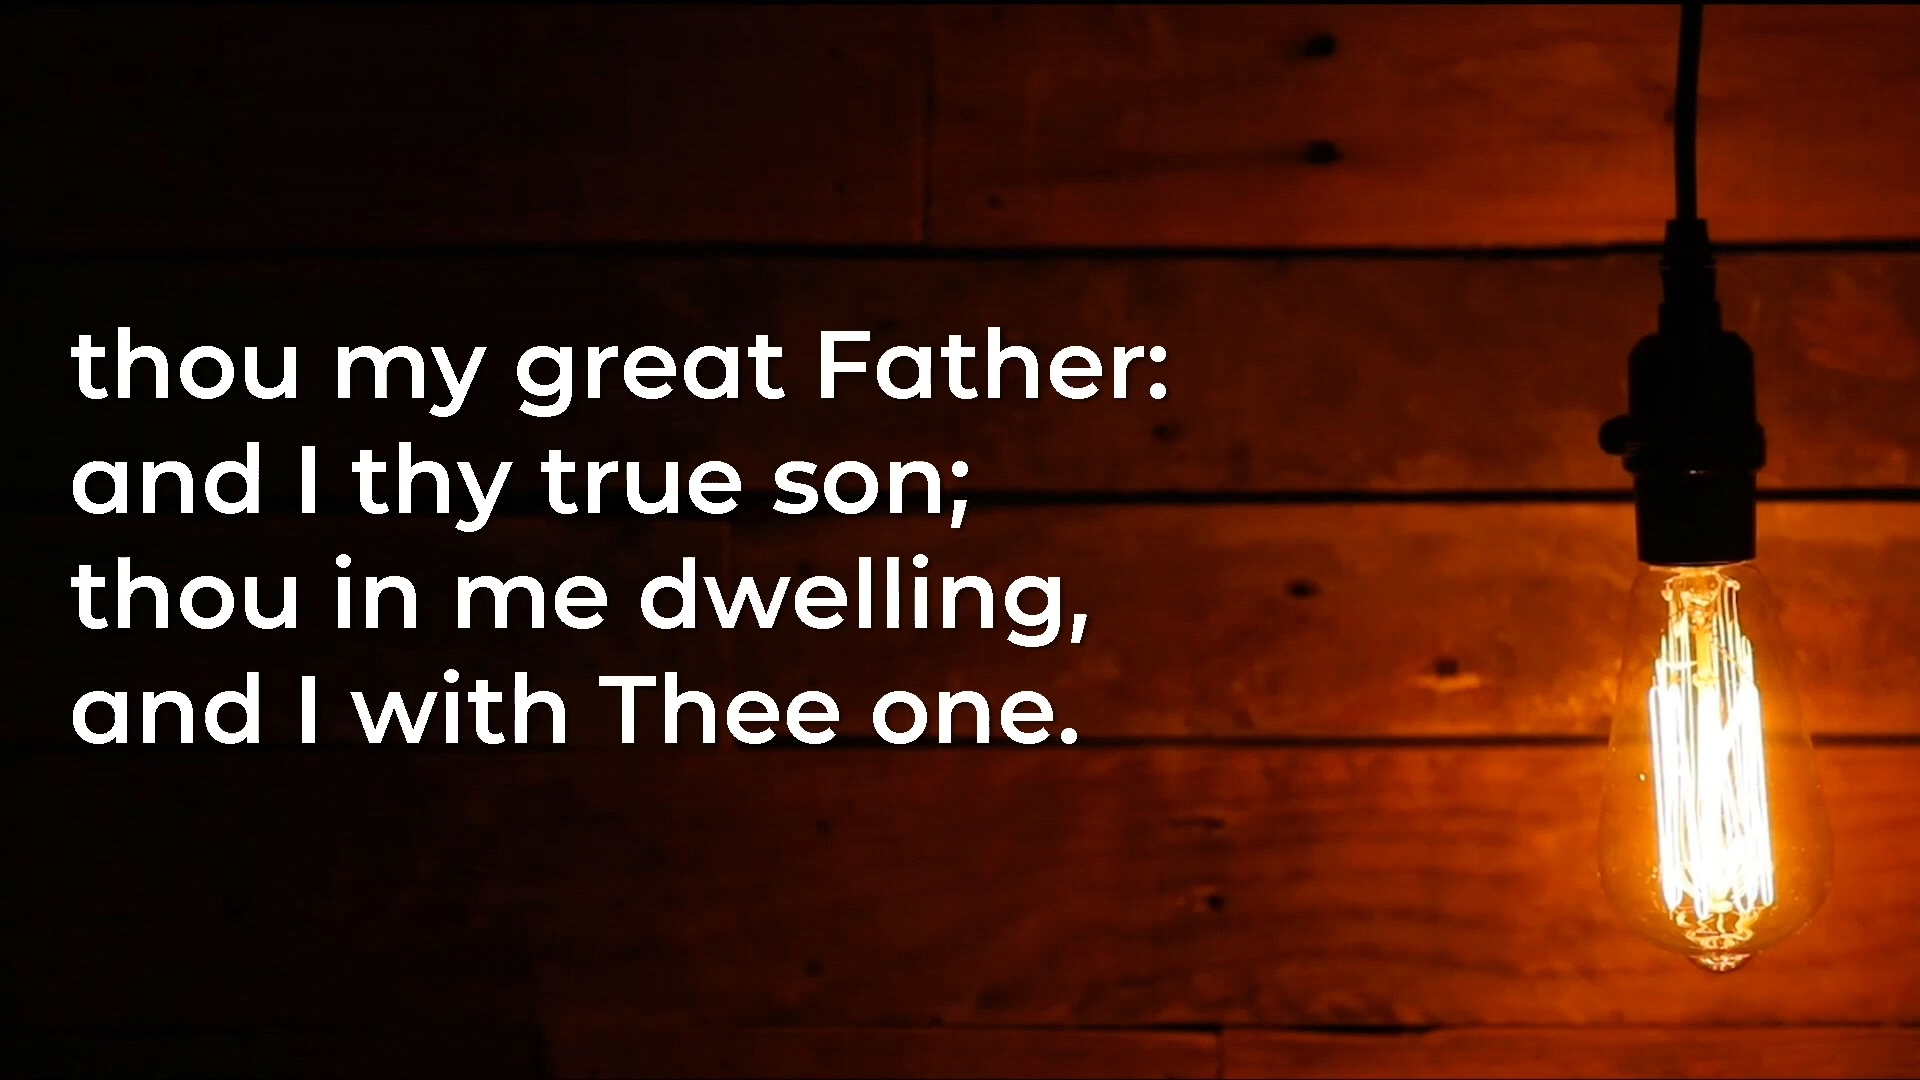 thou my great Father:
and I thy true son;
thou in me dwelling,
and I with Thee one.